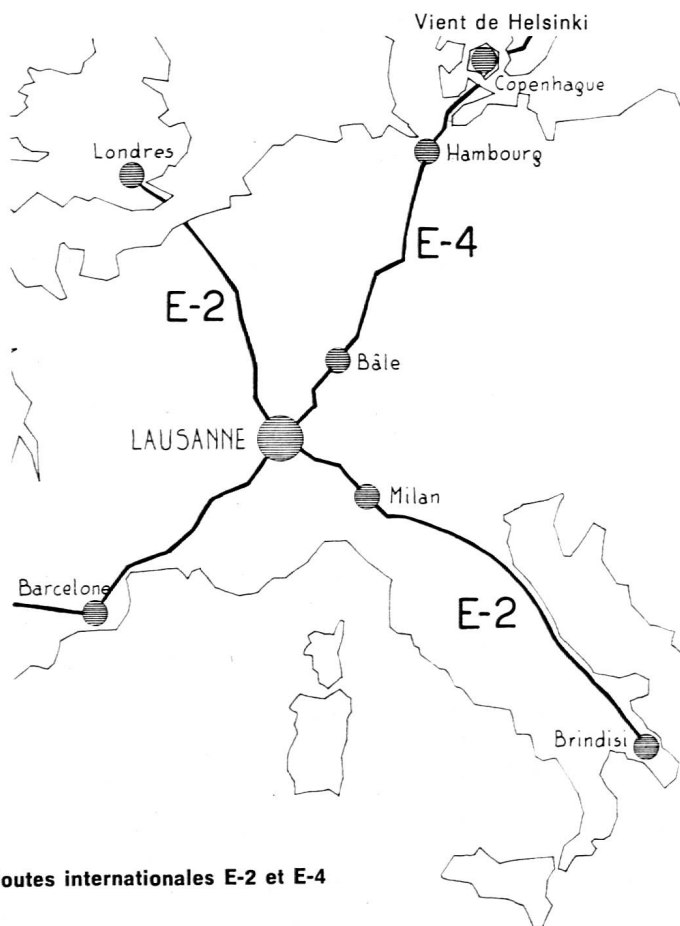 Vient de Helsinki
Copenhague
Londres
Hambourg
E-4
E-2
Bâle
LAUSANNE
Milan
Barcelone
E-2
Brindisi
outes internationales E-2 et E-4